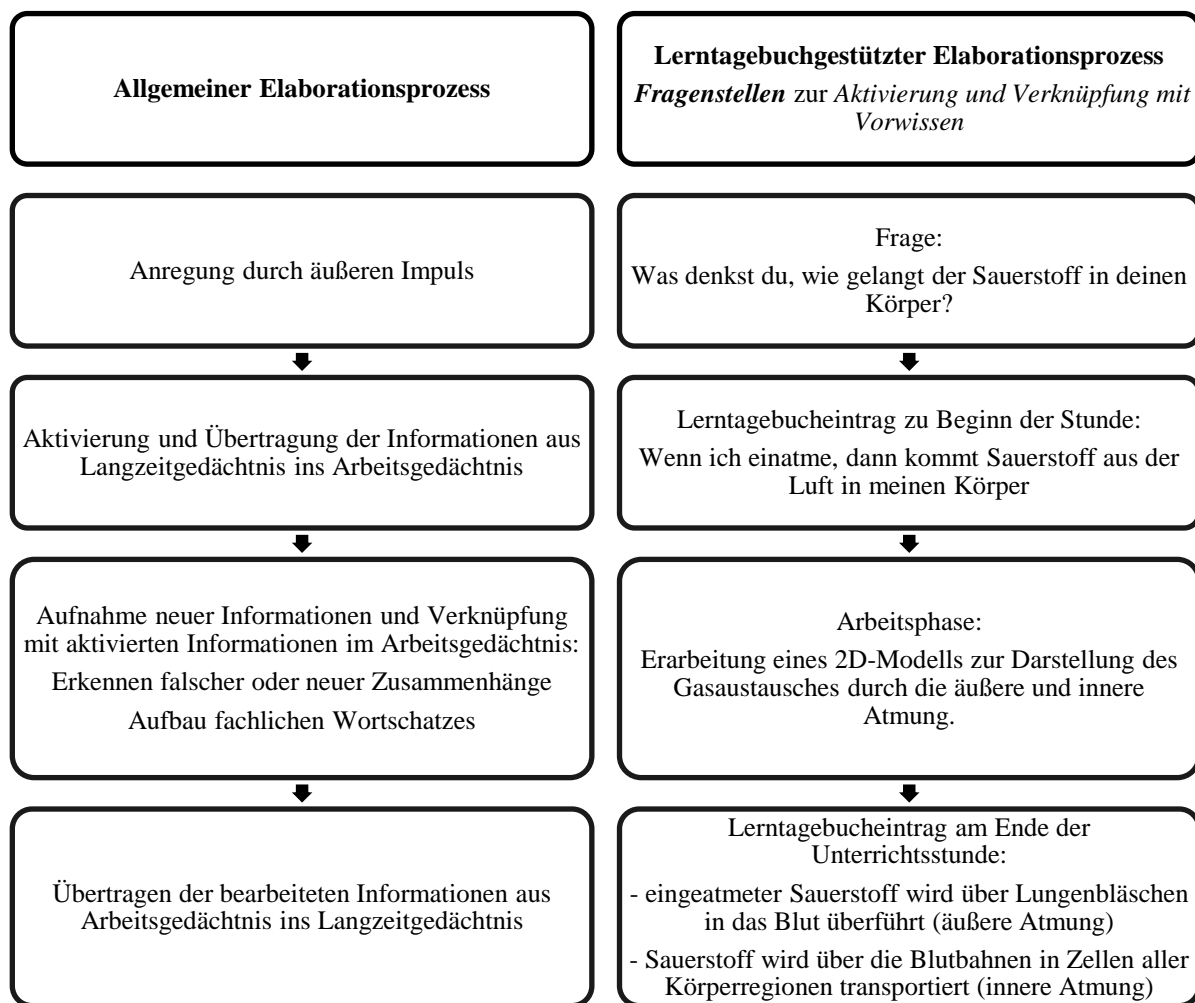 Allgemeiner Elaborationsprozess
Lerntagebuchgestützter Elaborationsprozess
Fragenstellen zur Aktivierung und Verknüpfung mit
Vorwissen
Anregung durch äußeren Impuls
Frage:
Was denkst du, wie gelangt der Sauerstoff in deinen
Körper?
Aktivierung und Übertragung der Informationen aus
Langzeitgedächtnis ins Arbeitsgedächtnis
Lerntagebucheintrag zu Beginn der Stunde:
Wenn ich einatme, dann kommt Sauerstoff aus der
Luft in meinen Körper
Aufnahme neuer Informationen und Verknüpfung
mit aktivierten Informationen im Arbeitsgedächtnis:
Erkennen falscher oder neuer Zusammenhänge
Aufbau fachlichen Wortschatzes
Arbeitsphase:
Erarbeitung eines 2D-Modells zur Darstellung des
Gasaustausches durch die äußere und innere
Atmung.
Übertragen der bearbeiteten Informationen aus
Arbeitsgedächtnis ins Langzeitgedächtnis
Lerntagebucheintrag am Ende der
Unterrichtsstunde:
- eingeatmeter Sauerstoff wird über Lungenbläschen
in das Blut überführt (äußere Atmung)
- Sauerstoff wird über die Blutbahnen in Zellen aller
Körperregionen transportiert (innere Atmung)